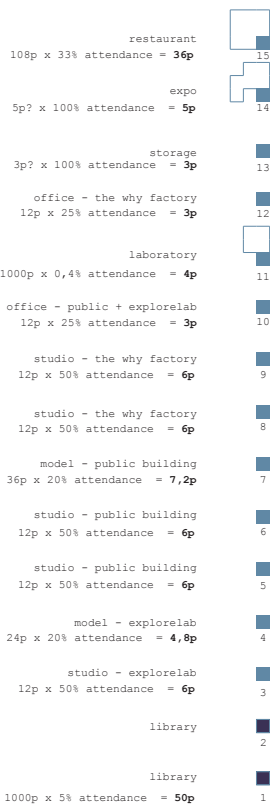 restaurant
108p x 33% attendance = 36p
15
expo
5p? x 100% attendance = 5p
14
storage
3p? x 100% attendance = 3p
13
office - the why factory
12p x 25% attendance = 3p
12
laboratory
1000p x 0,4% attendance = 4p
11
office - public + explorelab
12p x 25% attendance = 3p
10
studio - the why factory
12p x 50% attendance = 6p
9
studio - the why factory
12p x 50% attendance = 6p
8
model - public building
36p x 20% attendance = 7,2p
7
studio - public building
12p x 50% attendance = 6p
6
studio - public building
12p x 50% attendance = 6p
5
model - explorelab
24p x 20% attendance = 4,8p
4
studio - explorelab
12p x 50% attendance = 6p
3
library
2
library
1000p x 5% attendance = 50p
1